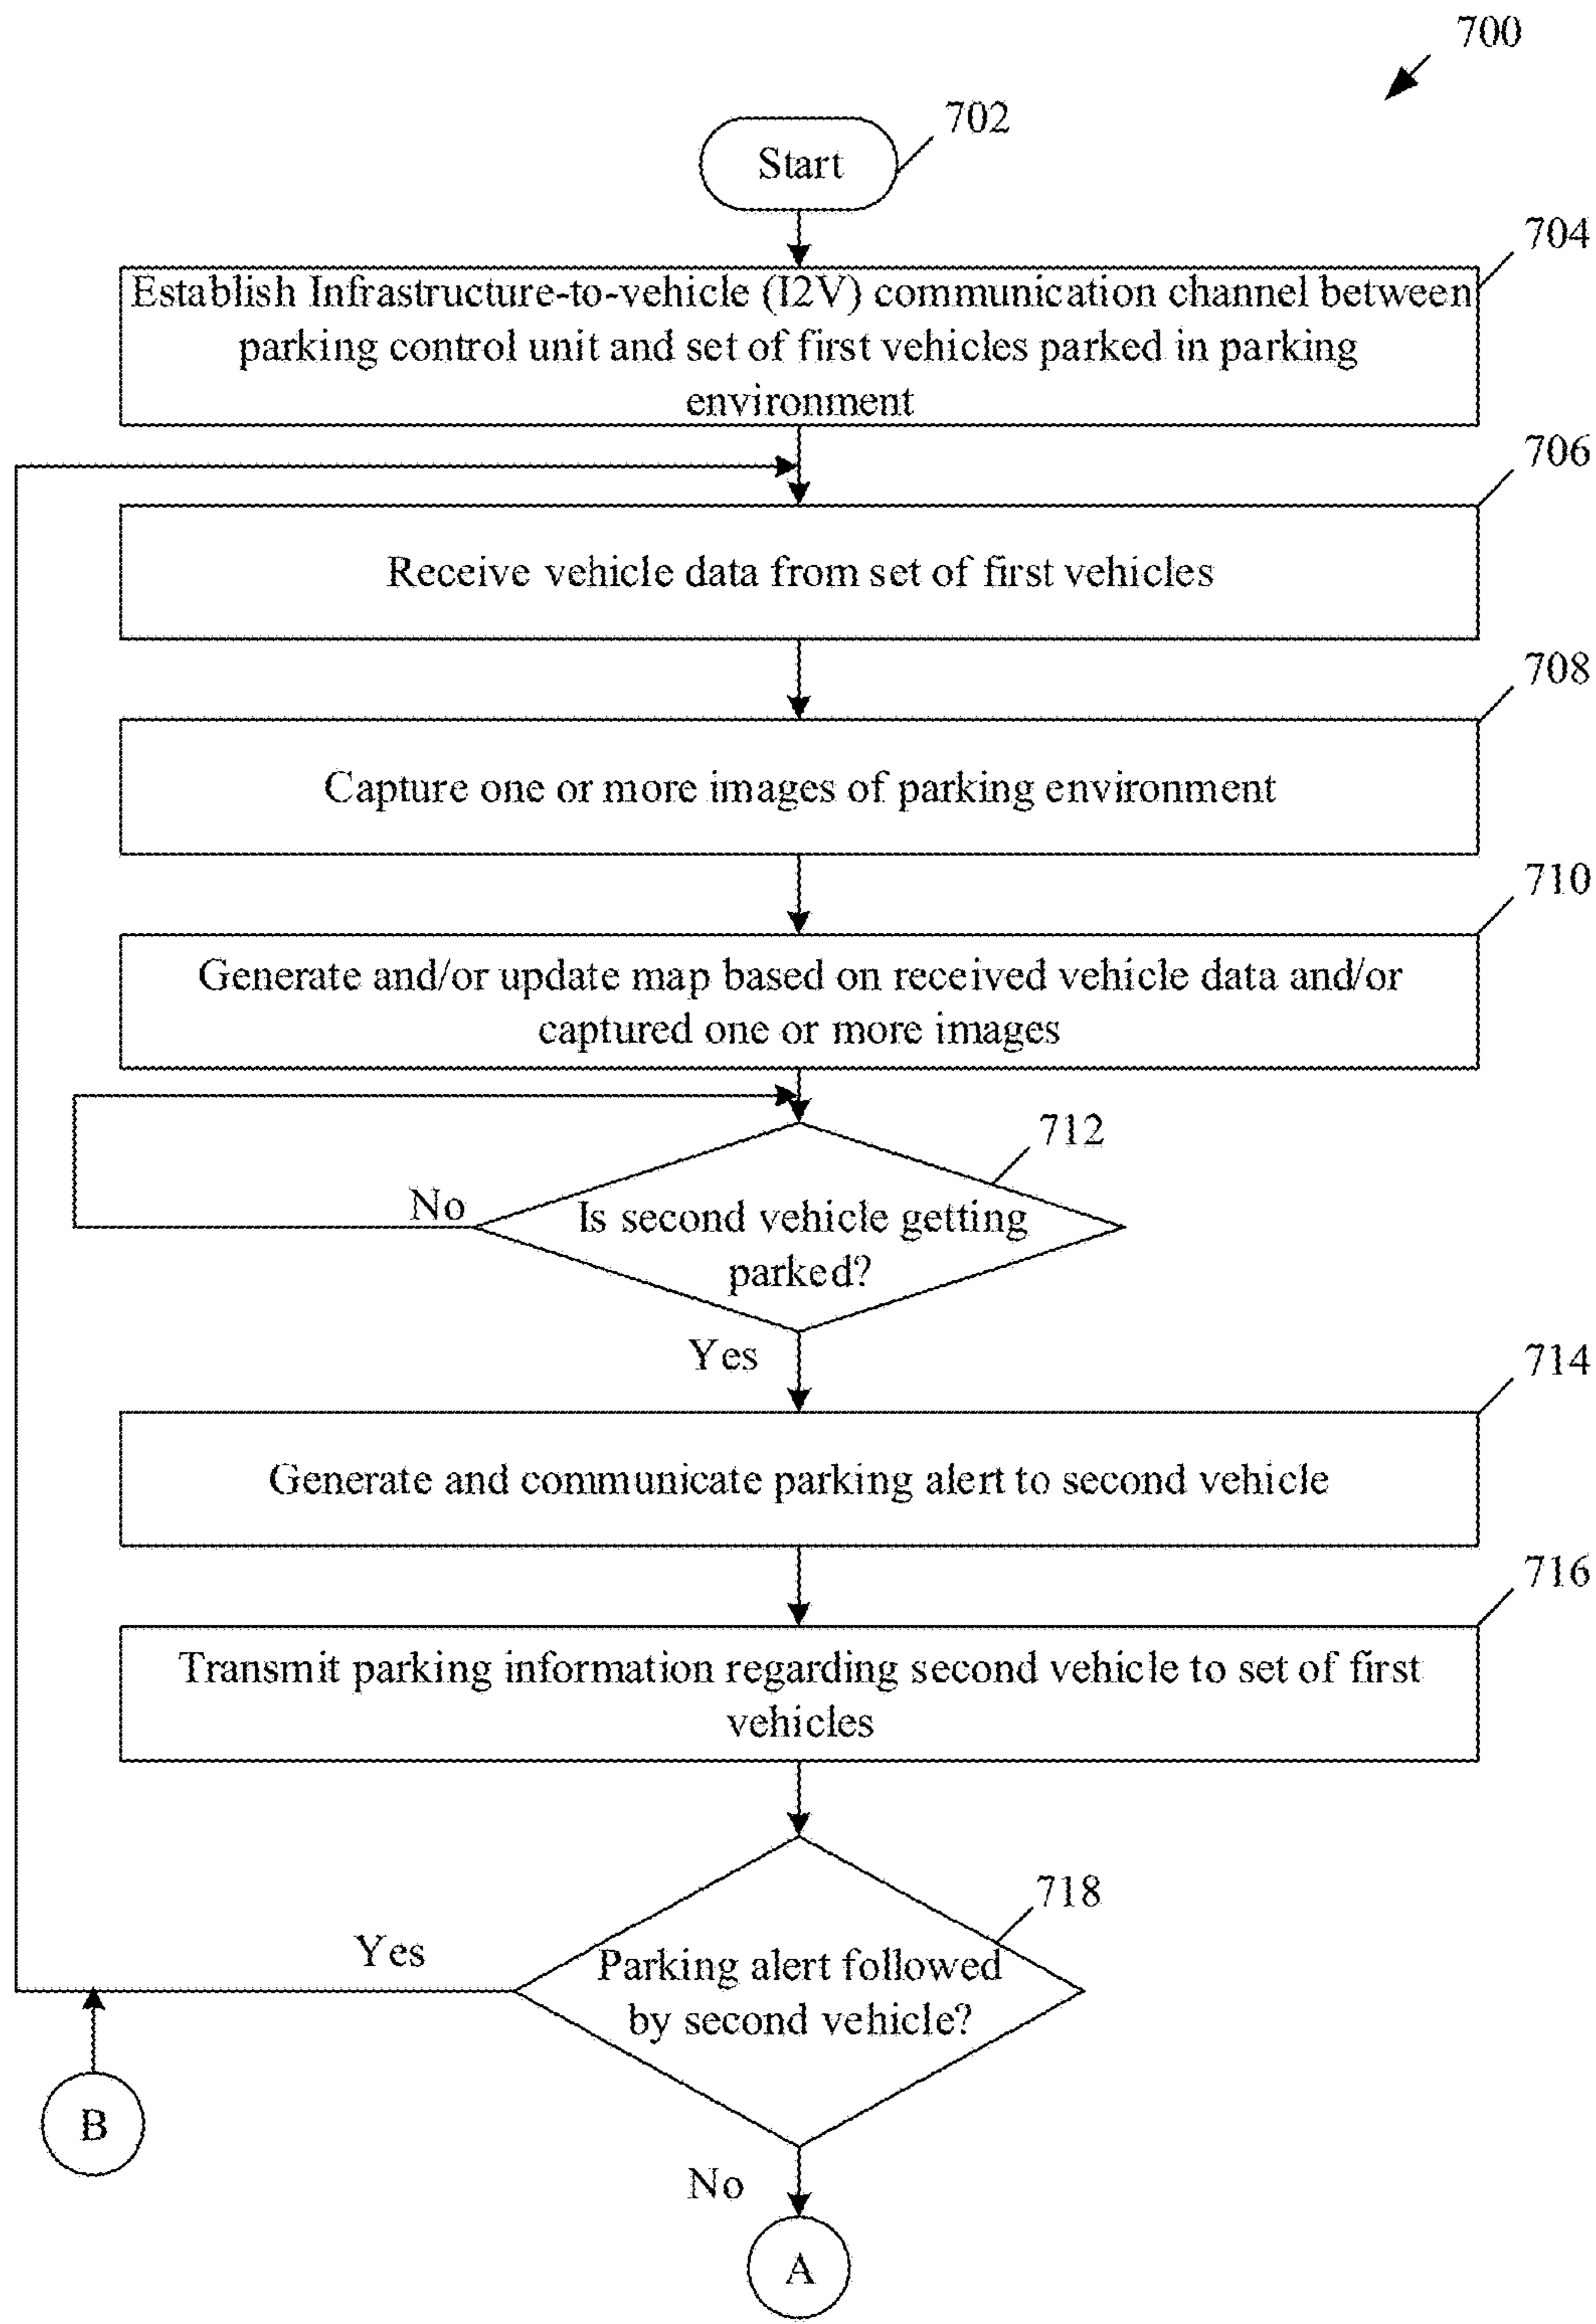 700
702
Start
704
Establish Infrastructure-to-vehicle (I2V) communication channel between
parking control unit and set of first vehicles parked in parking
environment
706
Receive vehicle data from set of first vehicles
708
Capture one or more images of parking environment
710
Generate and/or update map based on received vehicle data and/or
captured one or more images
712
No
Is second vehicle getting
parked?
Yes
714
Generate and communicate parking alert to second vehicle
716
Transmit parking information regarding second vehicle to set of first
vehicles
718
Yes
Parking alert followed
by second vehicle?
B
No
A